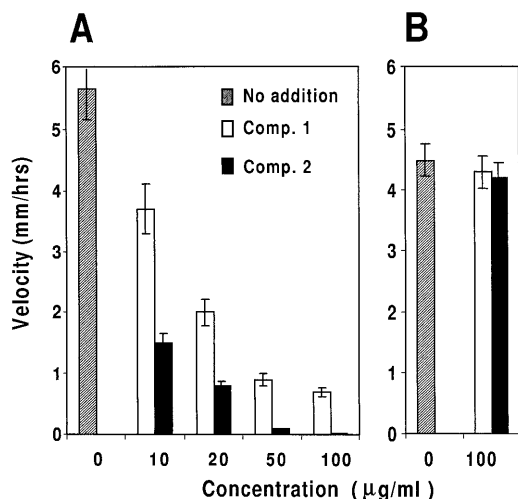 A
B
6
5
4
3
2
1
0
Velocity (mm/hrs)
No addition
Comp. 1
Comp. 2
0 10 20 50 100
6
5
4
3
2
1
0
0 100
Concentration (μg/ml)